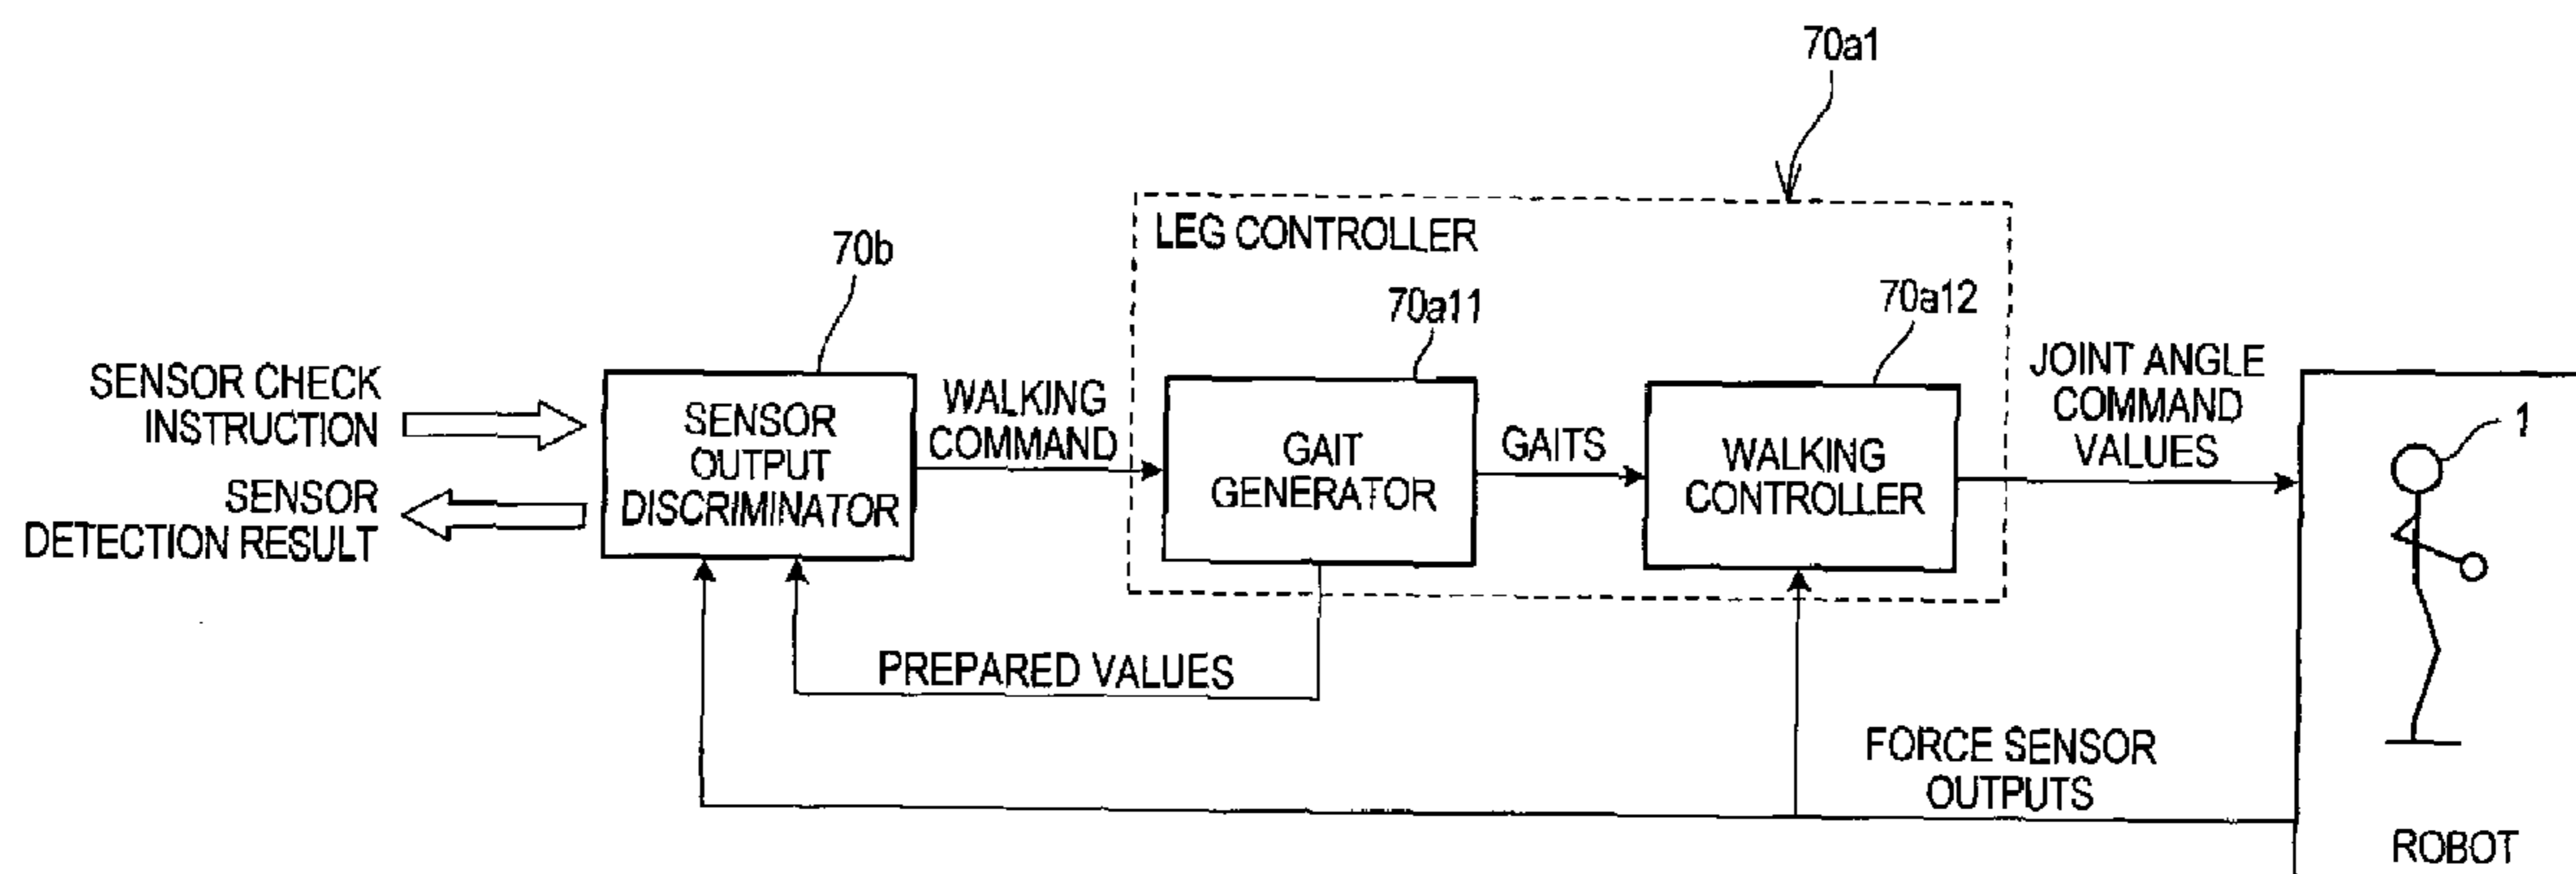 70a1
LEG CONTROLLER
70b
70a11
70a12
SENSOR CHECK
INSTRUCTION
SENSOR
DETECTION RESULT
SENSOR
OUTPUT
DISCRIMINATOR
WALKING
COMMAND
GAIT
GENERATOR
GAITS
WALKING
CONTROLLER
JOINT ANGLE
COMMAND
VALUES
1
PREPARED VALUES
FORCE SENSOR
OUTPUTS
ROBOT